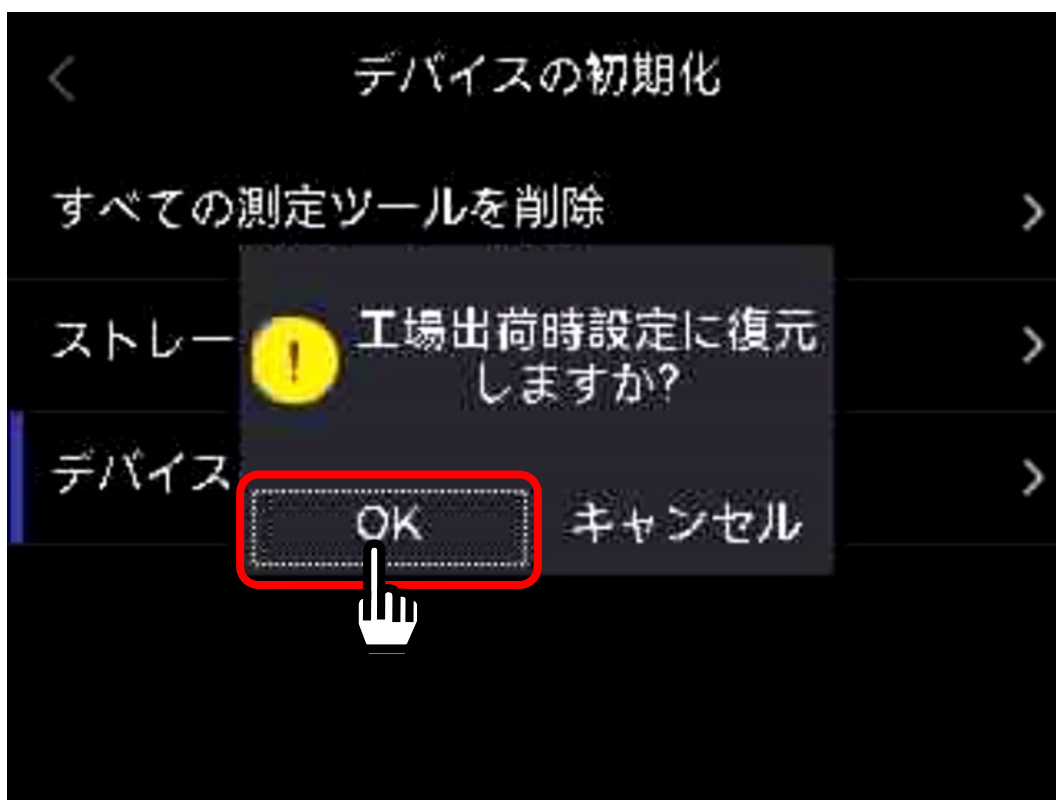 デバイスの初期化
すべての測定ツールを削除
ストレー
工場出荷時設定に復元
しますか?
デバイス
OK
キャンセル